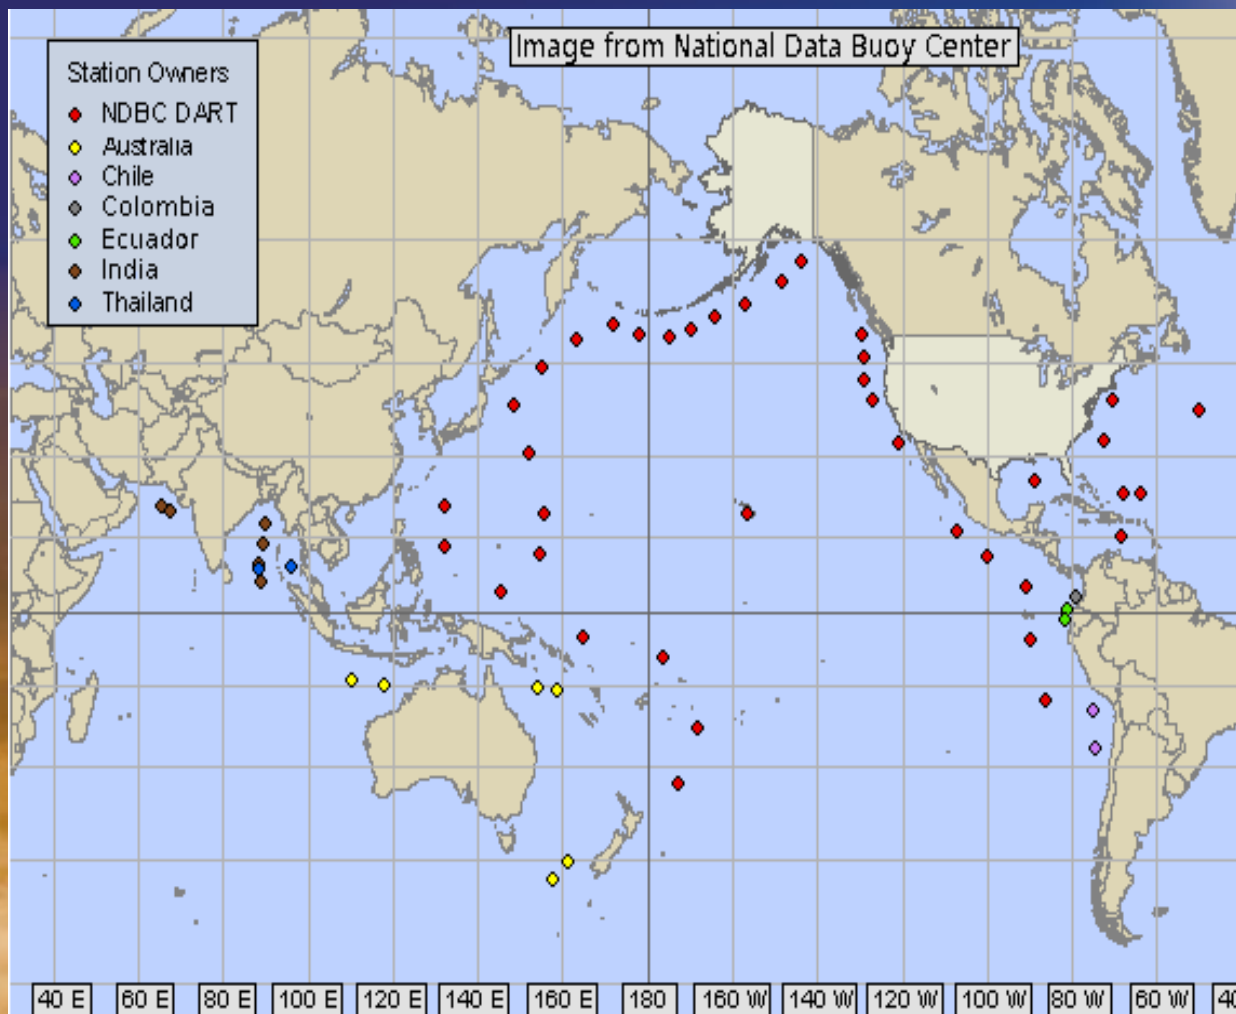 Image from National Data Buoy Center
Station Owners
NDBC DART
Australia
Chile
Colombia
Ecuador
India
Thailand
40 E
60 E
80 E
100 E
120 E
140 E
160 E
180
160 W
140 W
120 W
100 W
80 W
60 W
40